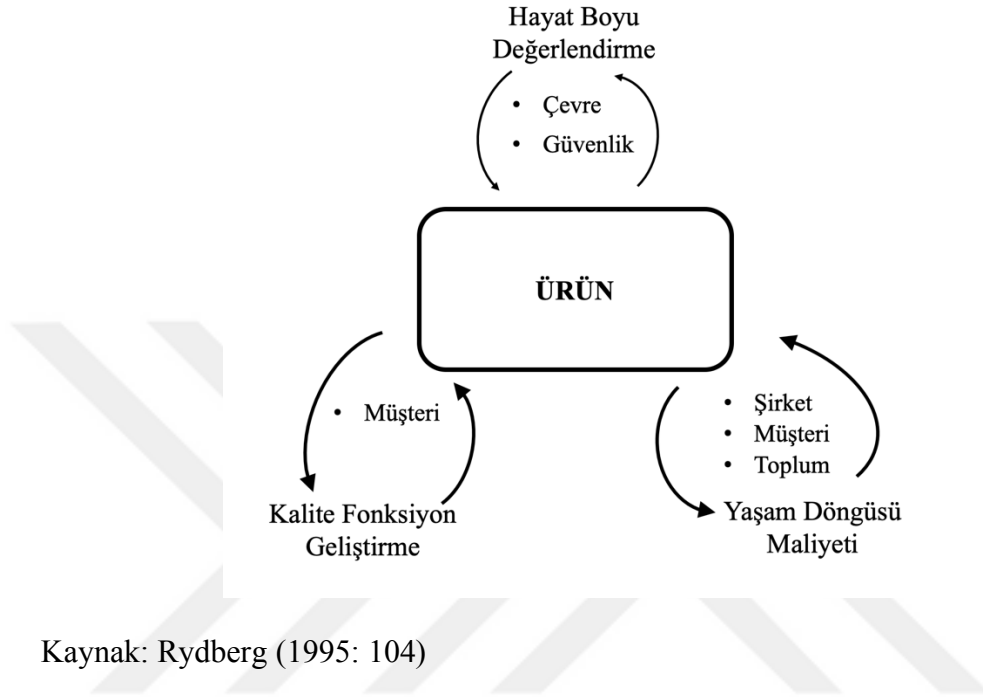 Hayat Boyu
Değerlendirme
• Çevre
• Güvenlik
ÜRÜN
• Müşteri
Kalite Fonksiyon
Geliştirme
• Şirket
• Müşteri
• Toplum
Yaşam Döngüsü
Maliyeti
Kaynak: Rydberg (1995: 104)